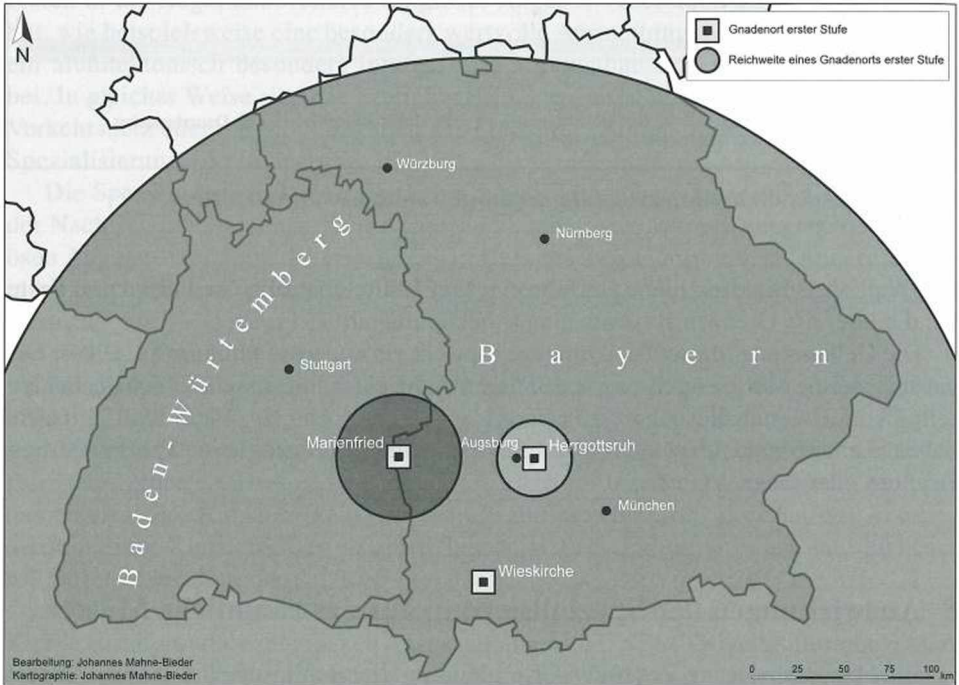 N
Gnadenort erster Stufe
Reichweite eines Gnadenorts erster Stufe
Würzburg
Nürnberg
Baden-Würtemberg
Bayern
Stuttgart
Marienfried
Augsburg
Herrgottsruh
München
Wieskirche
Bearbeitung: Johannes Mahne-Bieder
Kartographie: Johannes Mahne-Bieder
0 25 50 75 100
km